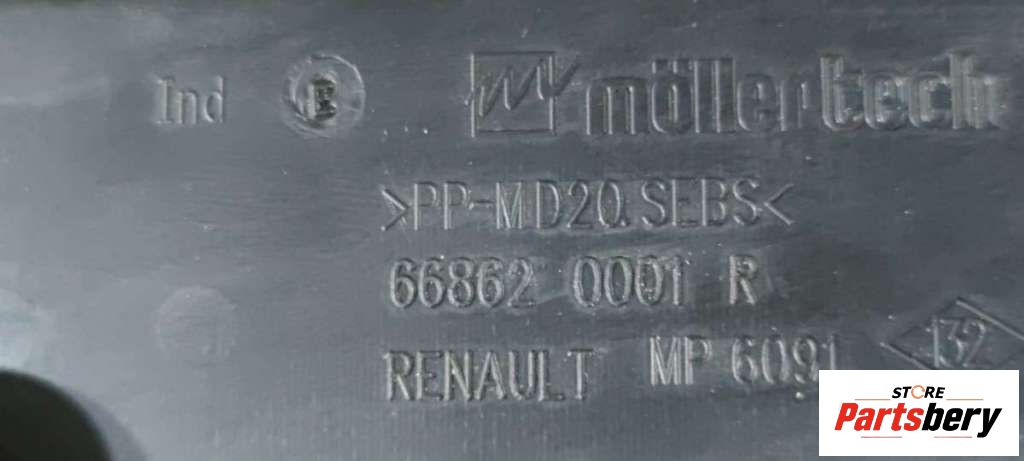 Ind E möllertech
>PP-MD20.SEBS<
66862 0001 R
RENAULT MP 6091 132
STORE
Partsbery